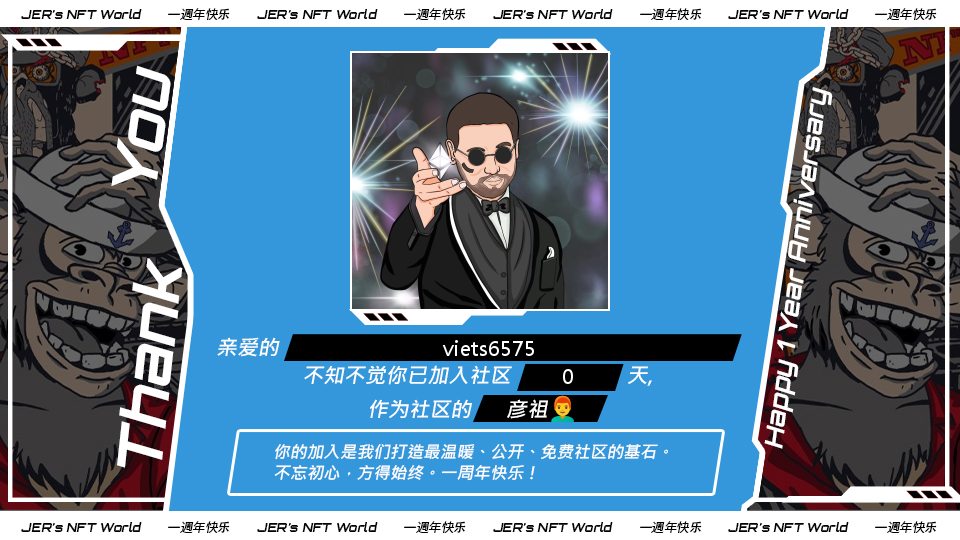 JER's NFT World 一週年快乐 JER's NFT World 一週年快乐 JER's NFT World 一週年快乐 JER's NFT World 一週年快乐
Thank You
亲爱的 viets6575
不知不觉你已加入社区 0 天,
作为社区的 彦祖👨‍🦰
你的加入是我们打造最温暖、公开、免费社区的基石。
不忘初心，方得始终。一周年快乐！
Happy 1 Year Anniversary
JER's NFT World 一週年快乐 JER's NFT World 一週年快乐 JER's NFT World 一週年快乐 JER's NFT World 一週年快乐